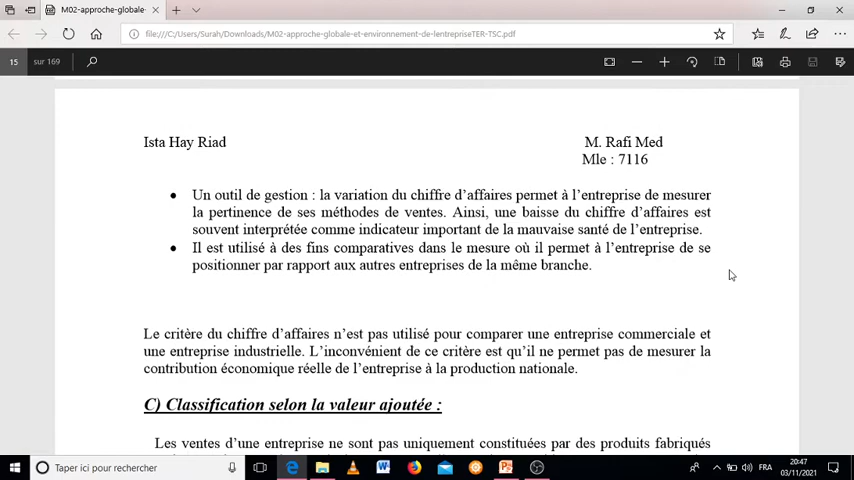 M02-approche-globale-
file:///C:/Users/Surah/Downloads/M02-approche-globale-et-environnement-de-lentrepriseTER-TSC.pdf
15 sur 169
Ista Hay Riad M. Rafi Med
Mle : 7116
• Un outil de gestion : la variation du chiffre d’affaires permet à l’entreprise de mesurer
la pertinence de ses méthodes de ventes. Ainsi, une baisse du chiffre d’affaires est
souvent interprétée comme indicateur important de la mauvaise santé de l’entreprise.
• Il est utilisé à des fins comparatives dans le mesure où il permet à l’entreprise de se
positionner par rapport aux autres entreprises de la même branche.
Le critère du chiffre d’affaires n’est pas utilisé pour comparer une entreprise commerciale et
une entreprise industrielle. L’inconvénient de ce critère est qu’il ne permet pas de mesurer la
contribution économique réelle de l’entreprise à la production nationale.
C) Classification selon la valeur ajoutée :
Les ventes d’une entreprise ne sont pas uniquement constituées par des produits fabriqués
Taper ici pour rechercher
FRA
20:47
03/11/2021